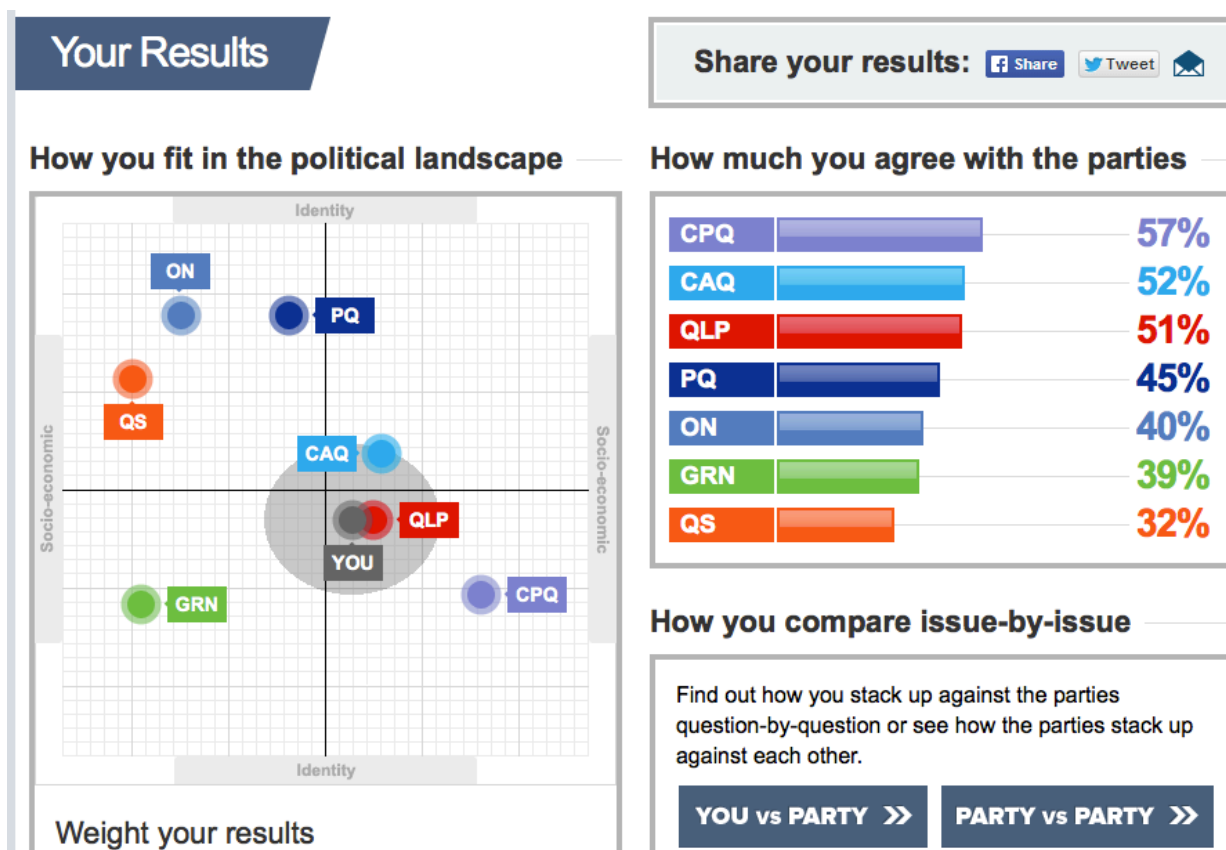 Your Results
Share your results: Share Tweet
How you fit in the political landscape
Identity
ON
PQ
QS
CAQ
QLP
YOU
CPQ
GRN
Socio-economic
Socio-economic
Identity
Weight your results
How much you agree with the parties
CPQ 57%
CAQ 52%
QLP 51%
PQ 45%
ON 40%
GRN 39%
QS 32%
How you compare issue-by-issue
Find out how you stack up against the parties
question-by-question or see how the parties stack up
against each other.
YOU vs PARTY >> PARTY vs PARTY >>